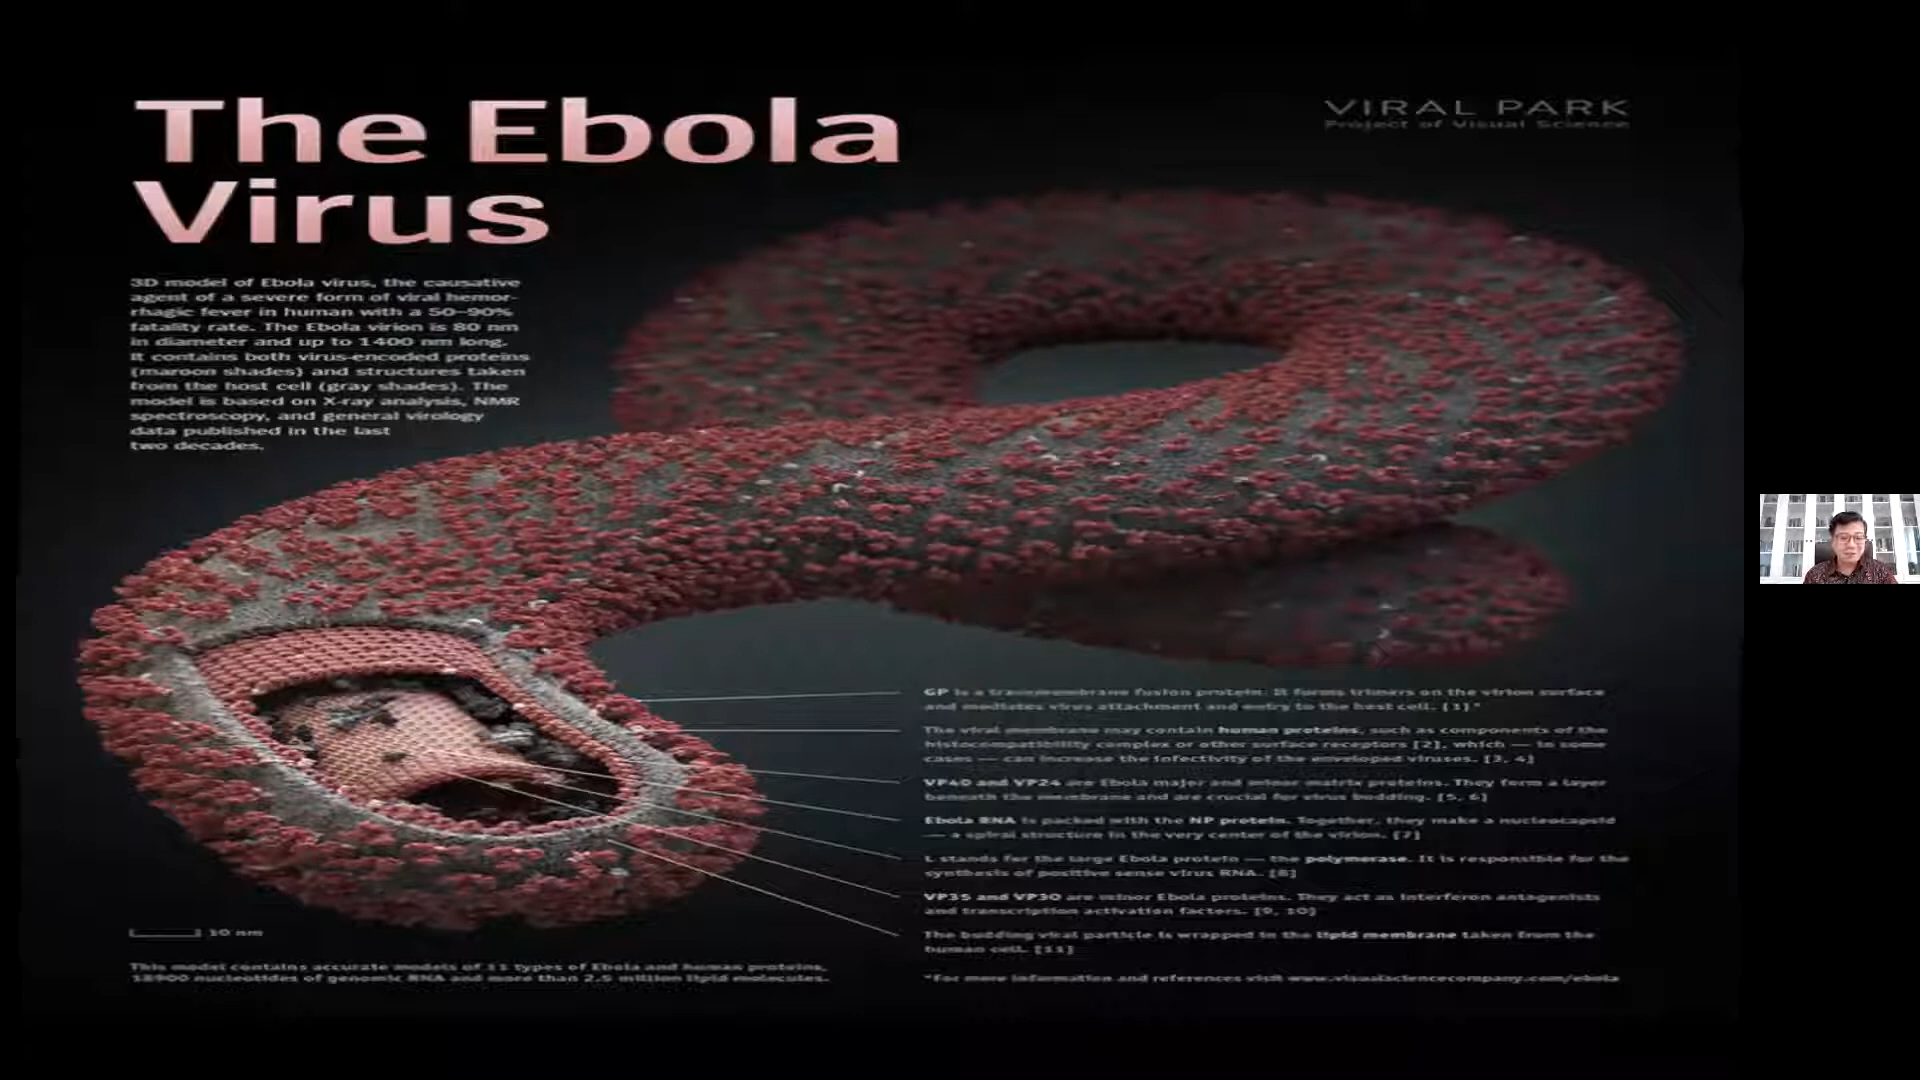 The Ebola
Virus
VIRAL PARK
Project of Visual Science
3D model of Ebola virus, the causative
agent of a severe form of viral hemor-
rhagic fever in human with a 50–90%
fatality rate. The Ebola virion is 80 nm
in diameter and up to 1400 nm long.
It contains both virus-encoded proteins
(maroon shades) and structures taken
from the host cell (gray shades). The
model is based on X-ray analysis, NMR
spectroscopy, and general virology
data published in the last
two decades.
GP is a transmembrane fusion protein. It forms trimers on the virion surface
and mediates virus attachment and entry to the host cell. [1]*
The viral membrane may contain human proteins, such as components of the
histocompatibility complex or other surface receptors [2], which — in some
cases — can increase the infectivity of the enveloped viruses. [3, 4]
VP40 and VP24 are Ebola major and minor matrix proteins. They form a layer
beneath the membrane and are crucial for virus budding. [5, 6]
Ebola RNA is packed with the NP protein. Together, they make a nucleocapsid
— a spiral structure in the very center of the virion. [7]
L stands for the large Ebola protein — the polymerase. It is responsible for the
synthesis of positive sense virus RNA. [8]
VP35 and VP30 are minor Ebola proteins. They act as interferon antagonists
and transcription activation factors. [9, 10]
The budding viral particle is wrapped in the lipid membrane taken from the
human cell. [11]
10 nm
This model contains accurate models of 11 types of Ebola and human proteins,
18900 nucleotides of genomic RNA and more than 2.5 million lipid molecules.
*For more information and references visit www.visualsciencecompany.com/ebola